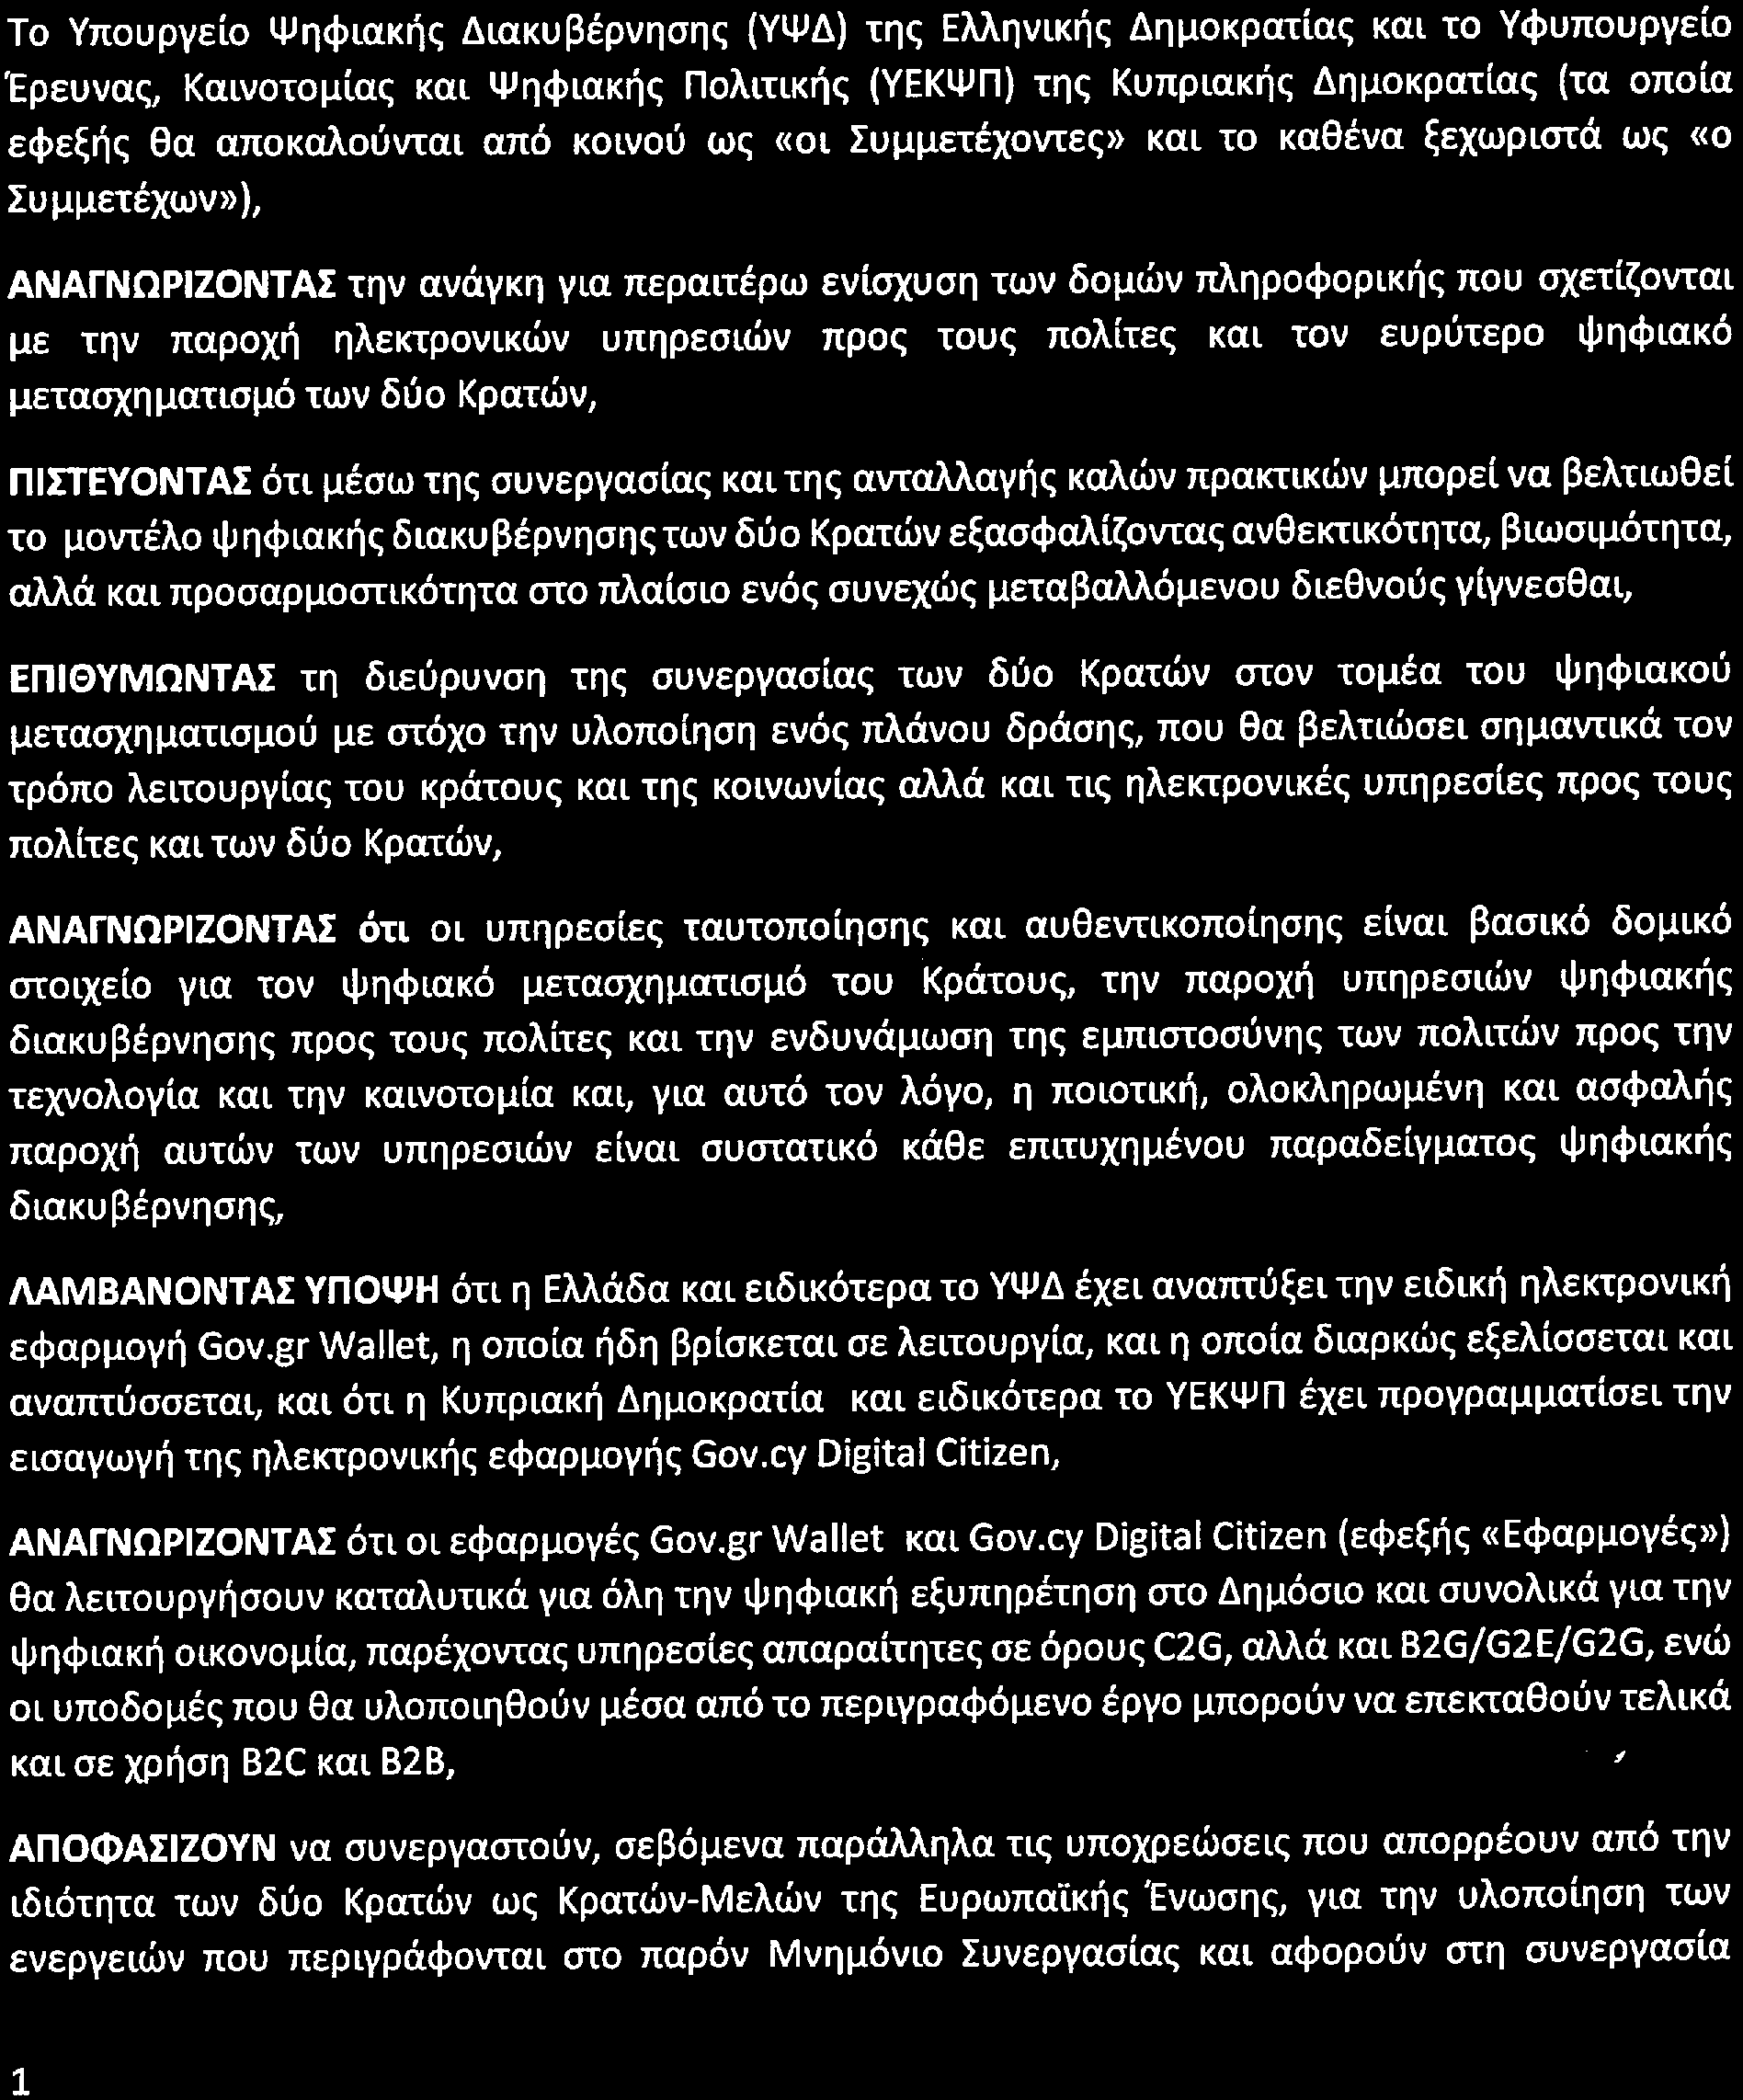 Το Υπουργείο Ψηφιακής Διακυβέρνησης (ΥΨΔ) της Ελληνικής Δημοκρατίας και το Υφυπουργείο
Έρευνας, Καινοτομίας και Ψηφιακής Πολιτικής (ΥΕΚΨΠ) της Κυπριακής Δημοκρατίας (τα οποία
εφεξής θα αποκαλούνται από κοινού ως «οι Συμμετέχοντες» και το καθένα ξεχωριστά ως «ο
Συμμετέχων»),
ΑΝΑΓΝΩΡΙΖΟΝΤΑΣ την ανάγκη για περαιτέρω ενίσχυση των δομών πληροφορικής που σχετίζονται
με την παροχή ηλεκτρονικών υπηρεσιών προς τους πολίτες και τον ευρύτερο ψηφιακό
μετασχηματισμό των δύο Κρατών,
ΠΙΣΤΕΥΟΝΤΑΣ ότι μέσω της συνεργασίας και της ανταλλαγής καλών πρακτικών μπορεί να βελτιωθεί
το μοντέλο ψηφιακής διακυβέρνησης των δύο Κρατών εξασφαλίζοντας ανθεκτικότητα, βιωσιμότητα,
αλλά και προσαρμοστικότητα στο πλαίσιο ενός συνεχώς μεταβαλλόμενου διεθνούς γίγνεσθαι,
ΕΠΙΘΥΜΩΝΤΑΣ τη διεύρυνση της συνεργασίας των δύο Κρατών στον τομέα του ψηφιακού
μετασχηματισμού με στόχο την υλοποίηση ενός πλάνου δράσης, που θα βελτιώσει σημαντικά τον
τρόπο λειτουργίας του κράτους και της κοινωνίας αλλά και τις ηλεκτρονικές υπηρεσίες προς τους
πολίτες και των δύο Κρατών,
ΑΝΑΓΝΩΡΙΖΟΝΤΑΣ ότι οι υπηρεσίες ταυτοποίησης και αυθεντικοποίησης είναι βασικό δομικό
στοιχείο για τον ψηφιακό μετασχηματισμό του Κράτους, την παροχή υπηρεσιών ψηφιακής
διακυβέρνησης προς τους πολίτες και την ενδυνάμωση της εμπιστοσύνης των πολιτών προς την
τεχνολογία και την καινοτομία και, για αυτό τον λόγο, η ποιοτική, ολοκληρωμένη και ασφαλής
παροχή αυτών των υπηρεσιών είναι συστατικό κάθε επιτυχημένου παραδείγματος ψηφιακής
διακυβέρνησης,
ΛΑΜΒΑΝΟΝΤΑΣ ΥΠΟΨΗ ότι η Ελλάδα και ειδικότερα το ΥΨΔ έχει αναπτύξει την ειδική ηλεκτρονική
εφαρμογή Gov.gr Wallet, η οποία ήδη βρίσκεται σε λειτουργία, και η οποία διαρκώς εξελίσσεται και
αναπτύσσεται, και ότι η Κυπριακή Δημοκρατία και ειδικότερα το ΥΕΚΨΠ έχει προγραμματίσει την
εισαγωγή της ηλεκτρονικής εφαρμογής Gov.cy Digital Citizen,
ΑΝΑΓΝΩΡΙΖΟΝΤΑΣ ότι οι εφαρμογές Gov.gr Wallet και Gov.cy Digital Citizen (εφεξής «Εφαρμογές»)
θα λειτουργήσουν καταλυτικά για όλη την ψηφιακή εξυπηρέτηση στο Δημόσιο και συνολικά για την
ψηφιακή οικονομία, παρέχοντας υπηρεσίες απαραίτητες σε όρους C2G, αλλά και B2G/G2E/G2G, ενώ
οι υποδομές που θα υλοποιηθούν μέσα από το περιγραφόμενο έργο μπορούν να επεκταθούν τελικά
και σε χρήση B2C και B2B,
ΑΠΟΦΑΣΙΖΟΥΝ να συνεργαστούν, σεβόμενα παράλληλα τις υποχρεώσεις που απορρέουν από την
ιδιότητα των δύο Κρατών ως Κρατών-Μελών της Ευρωπαϊκής Ένωσης, για την υλοποίηση των
ενεργειών που περιγράφονται στο παρόν Μνημόνιο Συνεργασίας και αφορούν στη συνεργασία
1